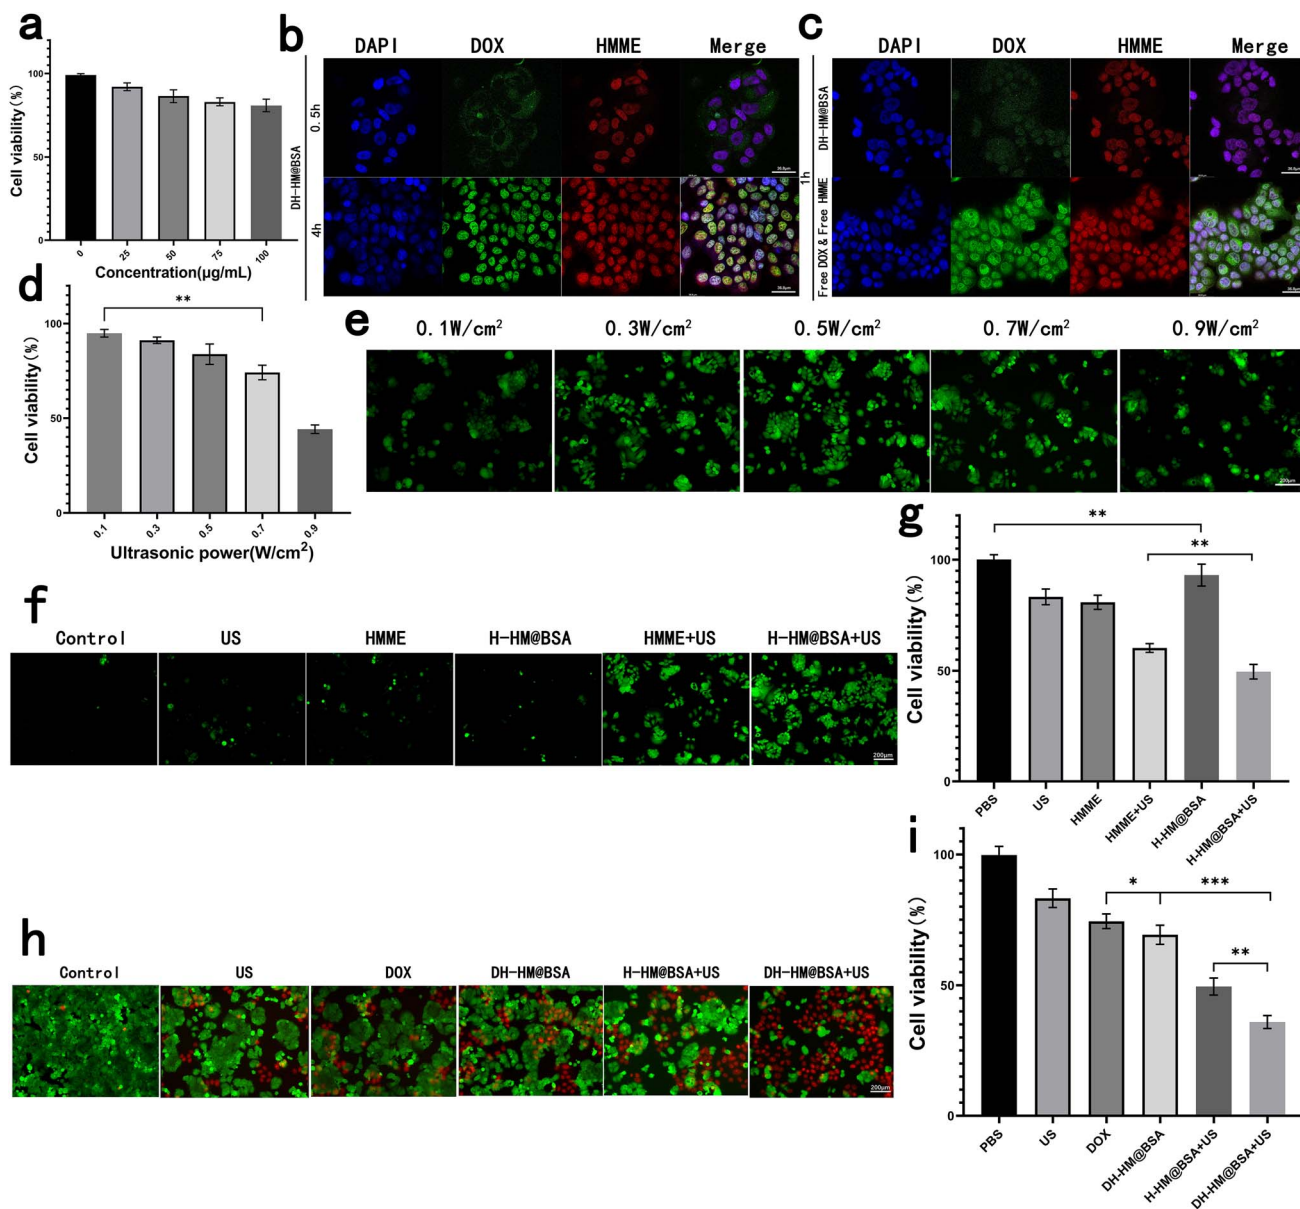 a
Cell viability(%)
100
50
0
0
25
50
75
100
Concentration(μg/mL)
b
DAPI DOX HMME Merge
DH-HM@BSA
0.5h
4h
c
DAPI DOX HMME Merge
1h
DH-HM@BSA
Free DOX & Free HMME
d
**
Cell viability(%)
100
50
0
0.1
0.3
0.5
0.7
0.9
Ultrasonic power(W/cm²)
e
0.1W/cm² 0.3W/cm² 0.5W/cm² 0.7W/cm² 0.9W/cm²
200μm
f
Control US HMME H-HM@BSA HMME+US H-HM@BSA+US
200μm
g
**
**
Cell viability(%)
100
50
0
PBS
US
HMME
HMME+US
H-HM@BSA
H-HM@BSA+US
h
Control US DOX DH-HM@BSA H-HM@BSA+US DH-HM@BSA+US
200μm
i
* ***
**
Cell viability(%)
100
50
0
PBS
US
DOX
DH-HM@BSA
H-HM@BSA+US
DH-HM@BSA+US